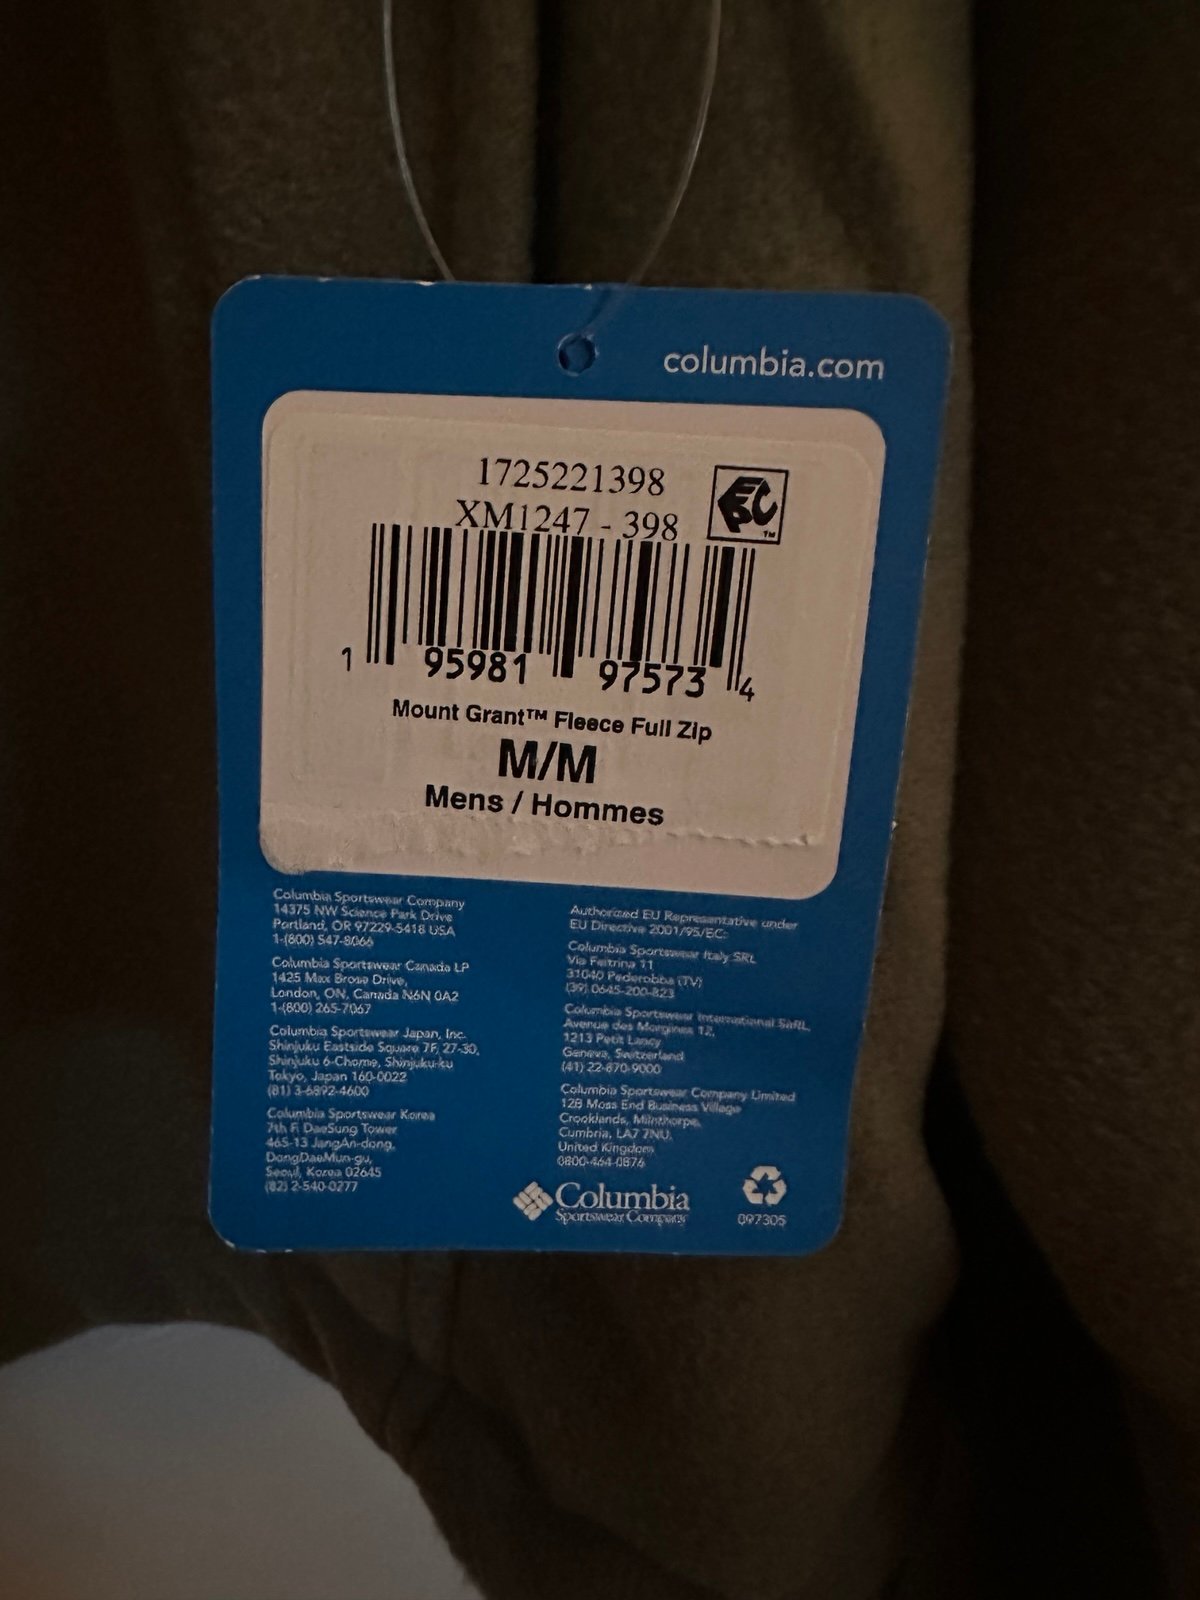 columbia.com
1725221398
XM1247 - 398
EPC™
1 95981 97573 4
Mount Grant™ Fleece Full Zip
M/M
Mens / Hommes
Columbia Sportswear Company
14375 NW Science Park Drive
Portland, OR 97229-5418 USA
1-(800) 547-8066
Columbia Sportswear Canada LP
1425 Max Brose Drive,
London, ON, Canada N6N 0A2
1-(800) 265-7067
Columbia Sportswear Japan, Inc.
Shinjuku Eastside Square 7F, 27-30,
Shinjuku 6-Chome, Shinjuku-ku
Tokyo, Japan 160-0022
(81) 3-6892-4600
Columbia Sportswear Korea
7th Fl DaeSung Tower
465-13 JangAn-dong,
DongDaeMun-gu,
Seoul, Korea 02645
(82) 2-540-0277
Authorized EU Representative under
EU Directive 2001/95/EC:
Columbia Sportswear Italy SRL
Via Feltrina 11
31040 Pederobba (TV)
(39) 0645-200-823
Columbia Sportswear International SaRL,
Avenue des Morgines 12,
1213 Petit Lancy
Geneva, Switzerland
(41) 22-870-9000
Columbia Sportswear Company Limited
12B Moss End Business Village
Crooklands, Milnthorpe,
Cumbria, LA7 7NU,
United Kingdom
0800-464-0876
Columbia
Sportswear Company
097305